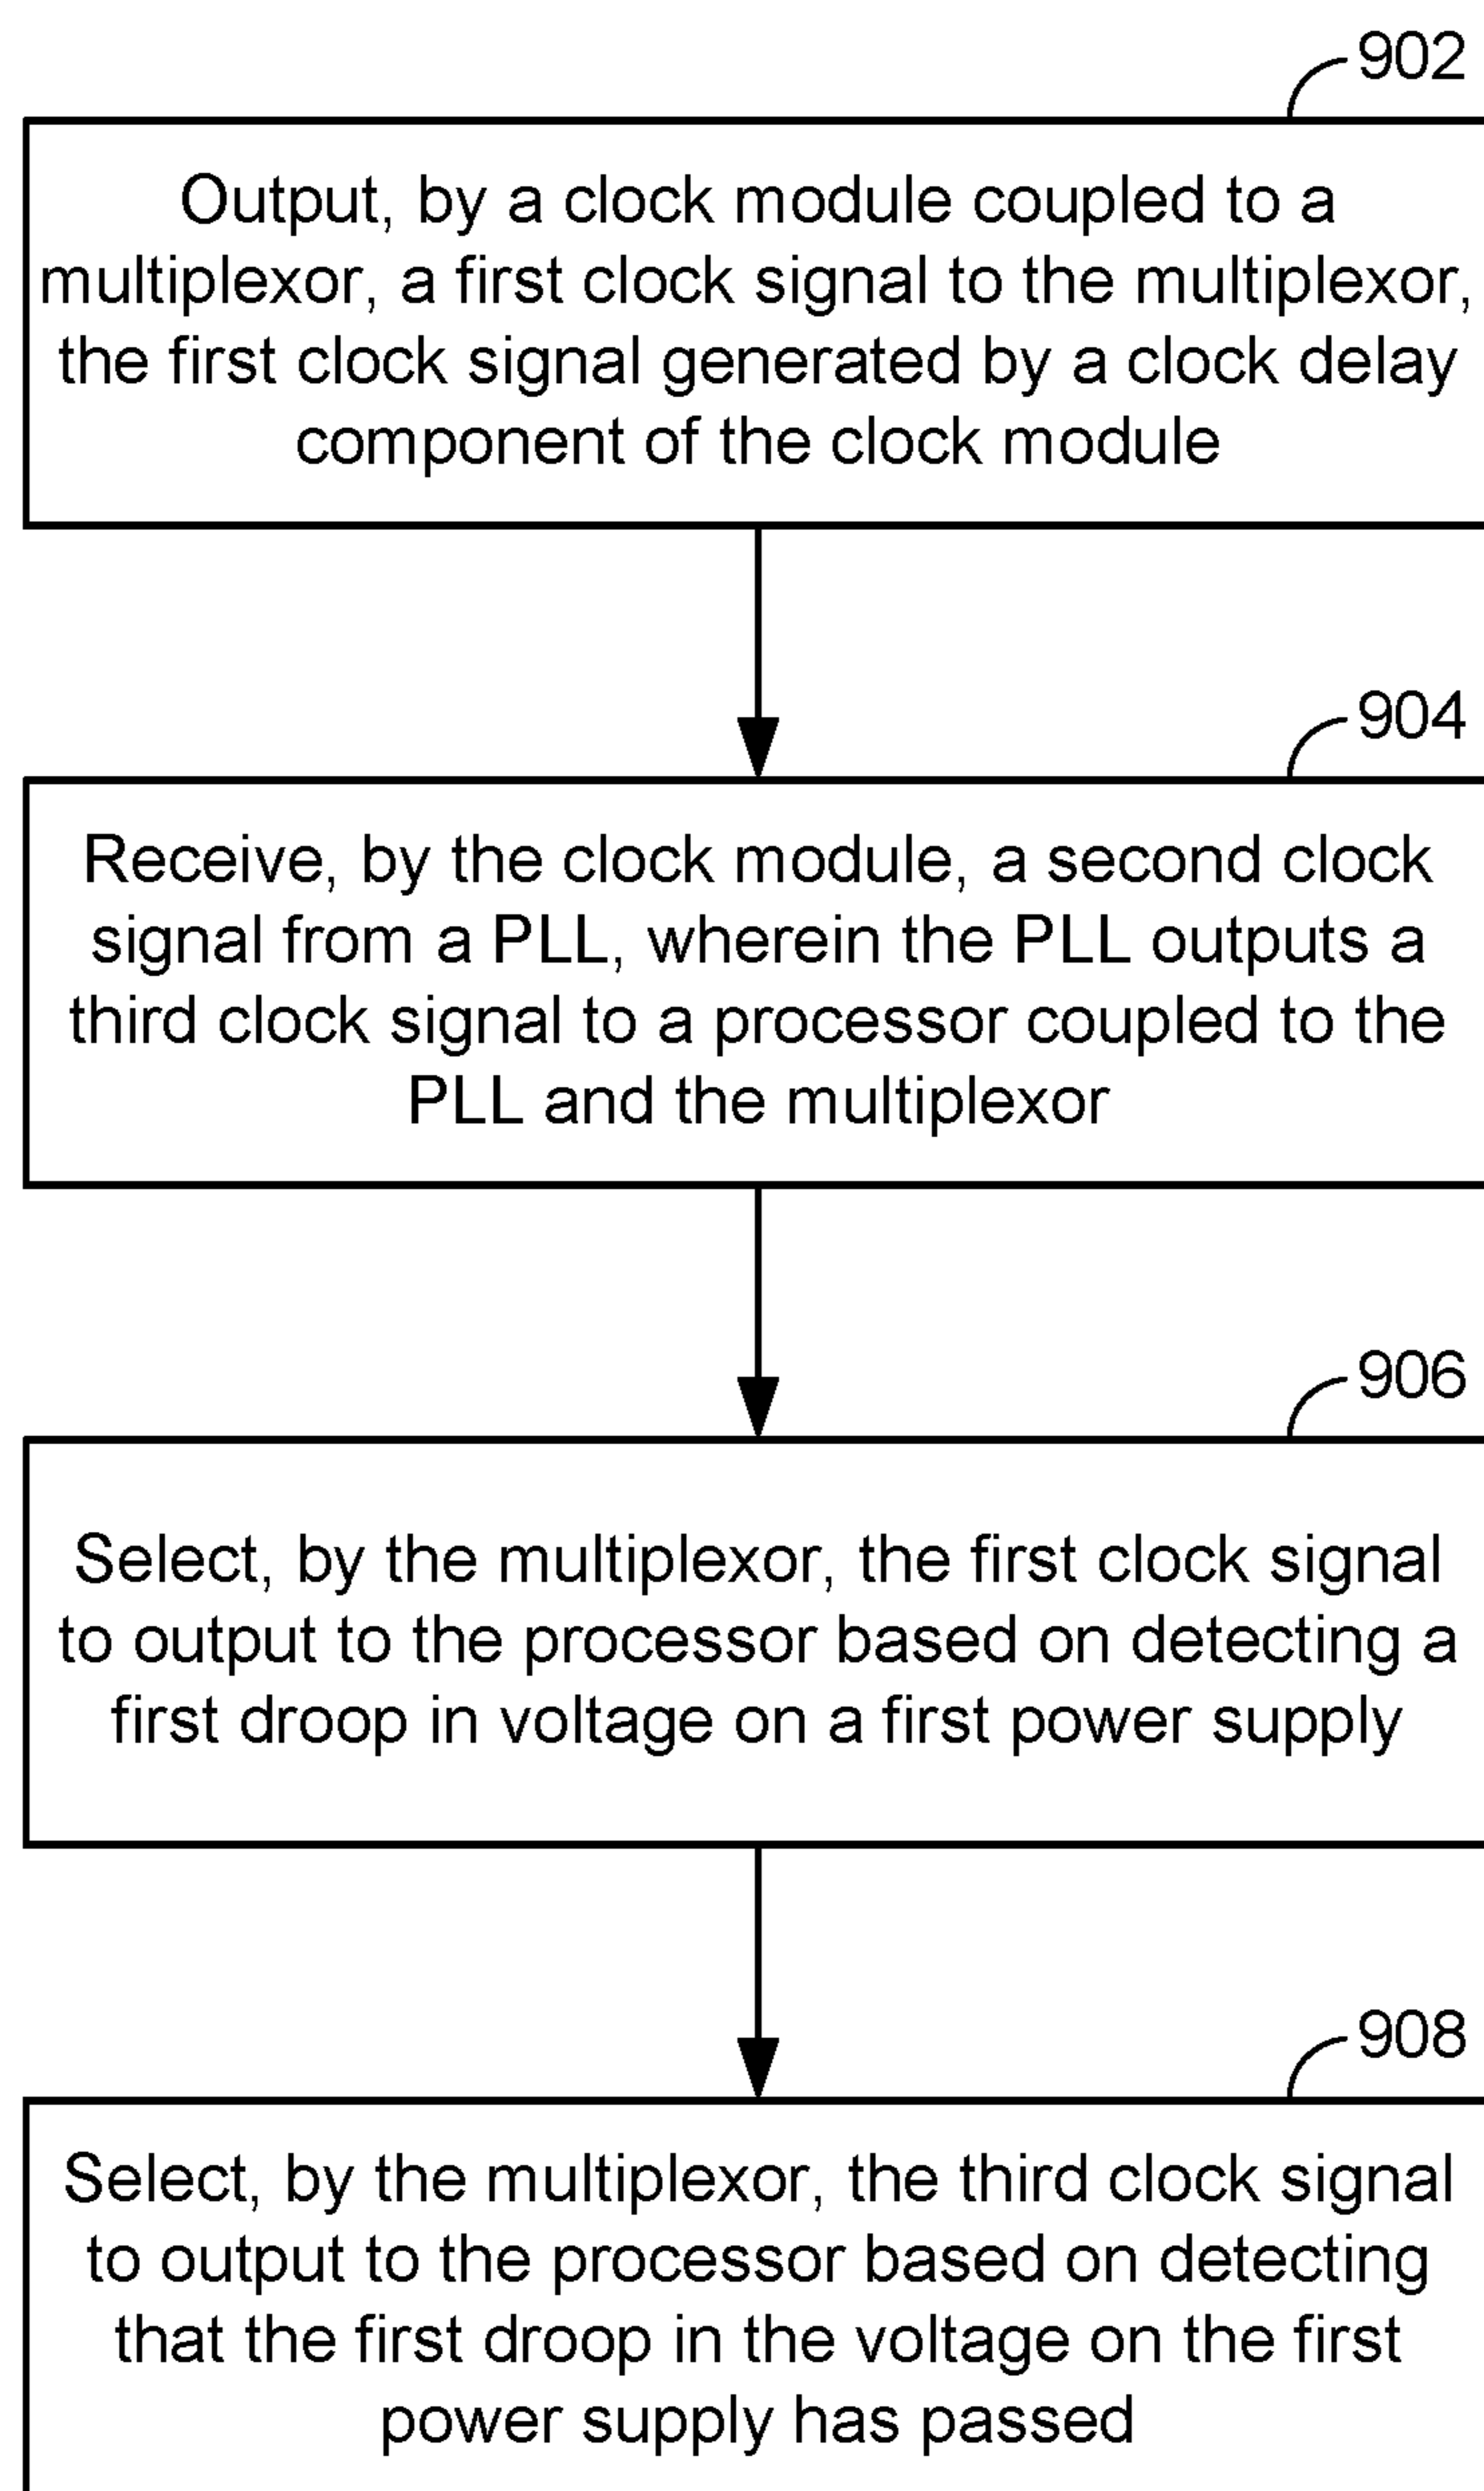 902
Output, by a clock module coupled to a
multiplexor, a first clock signal to the multiplexor,
the first clock signal generated by a clock delay
component of the clock module
904
Receive, by the clock module, a second clock
signal from a PLL, wherein the PLL outputs a
third clock signal to a processor coupled to the
PLL and the multiplexor
906
Select, by the multiplexor, the first clock signal
to output to the processor based on detecting a
first droop in voltage on a first power supply
908
Select, by the multiplexor, the third clock signal
to output to the processor based on detecting
that the first droop in the voltage on the first
power supply has passed